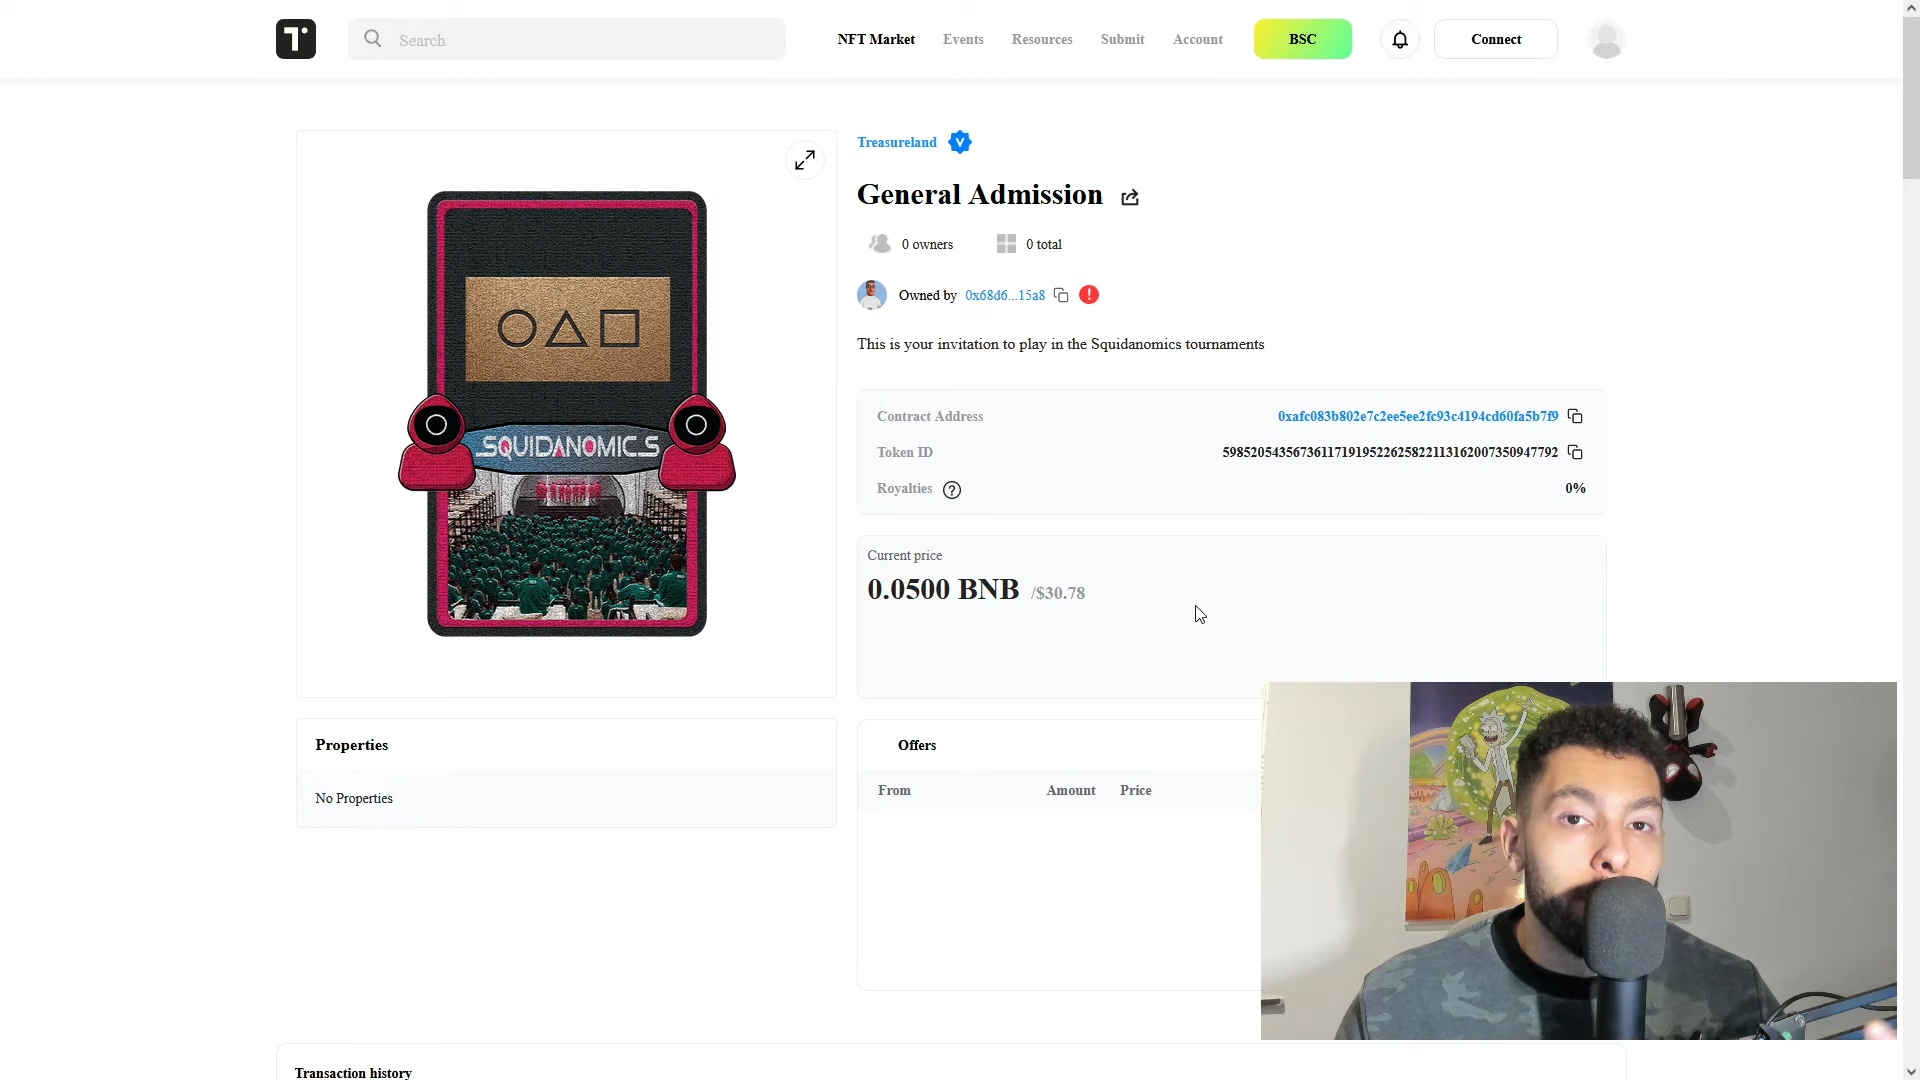 T
Search
NFT Market
Events
Resources
Submit
Account
BSC
Connect
Treasureland
V
General Admission
0 owners
0 total
Owned by 0x68d6...15a8
!
This is your invitation to play in the Squidanomics tournaments
Contract Address
0xafc083b802e7c2ee5ee2fc93c4194cd60fa5b7f9
Token ID
59852054356736117191952262582211316200735094​7792
Royalties
?
0%
SQUIDANOMICS
Current price
0.0500 BNB /$30.78
Properties
No Properties
Offers
From
Amount
Price
Transaction history